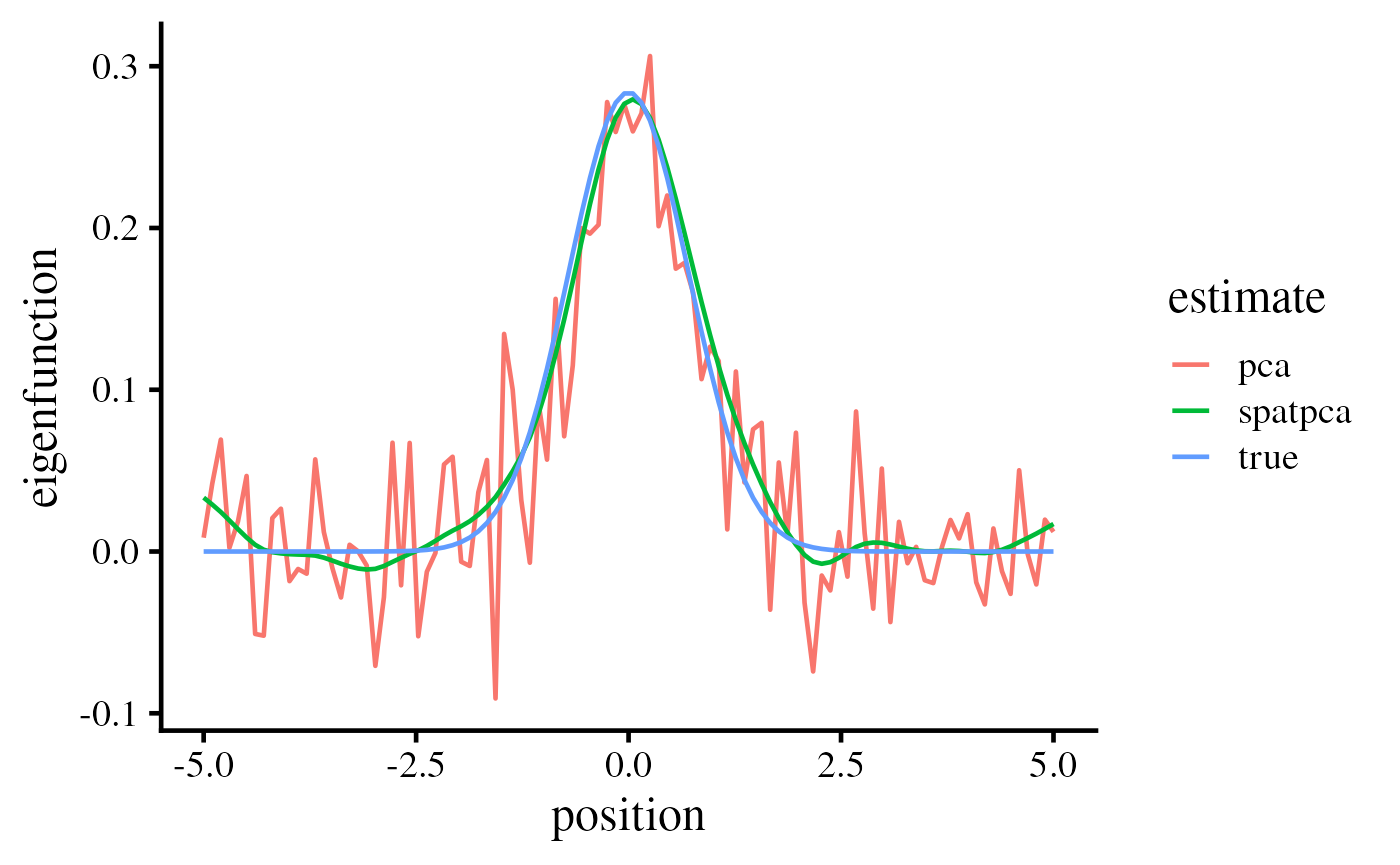 0.3
0.2
0.1
0.0
-0.1
eigenfunction
-5.0 -2.5 0.0 2.5 5.0
position
estimate
pca
spatpca
true